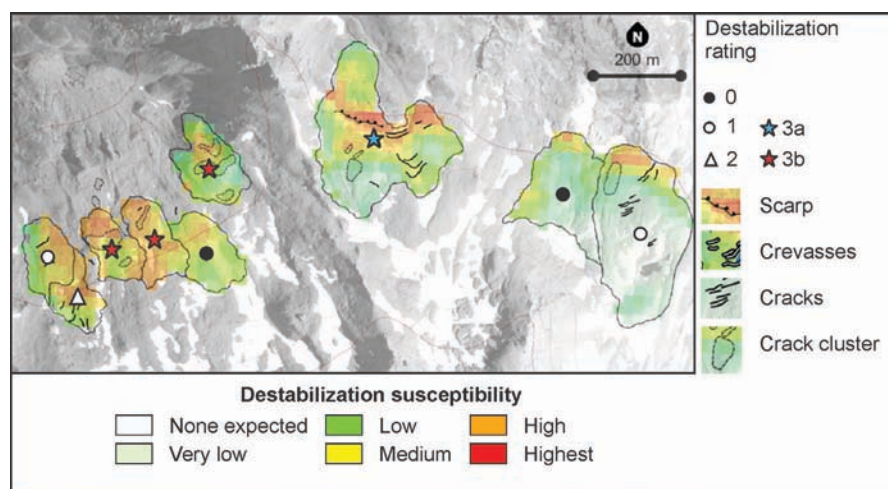 N
200 m
Destabilization
rating
0
1
3a
2
3b
Scarp
Crevasses
Cracks
Crack cluster
Destabilization susceptibility
None expected
Low
High
Very low
Medium
Highest